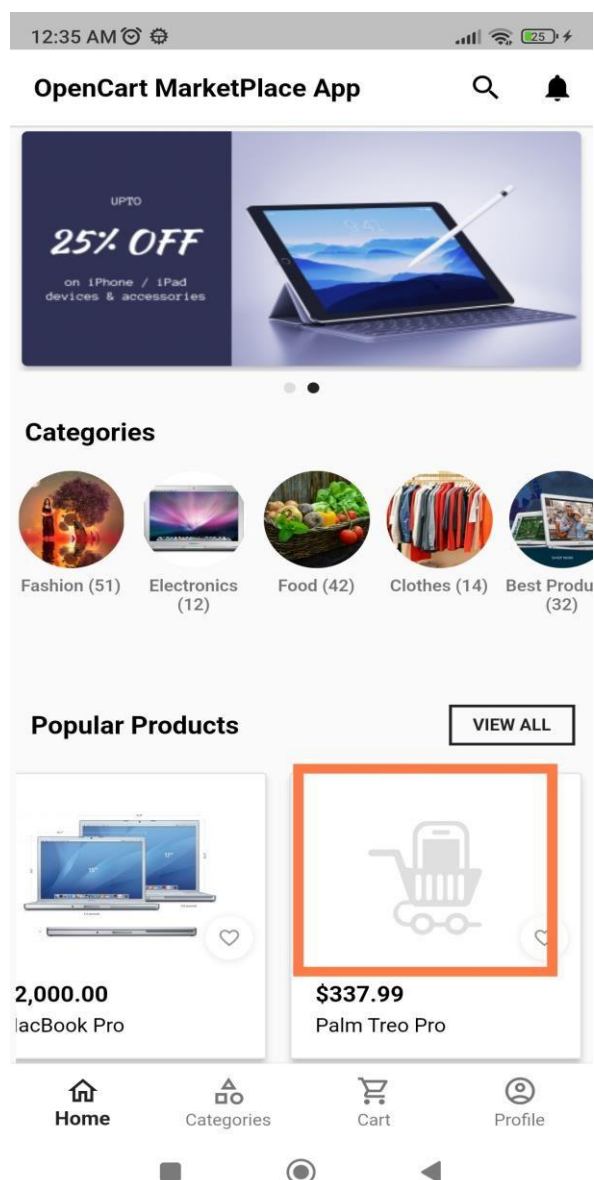 12:35 AM
25
OpenCart MarketPlace App
UPTO
25% OFF
on iPhone / iPad
devices & accessories
9:41
Categories
Fashion (51)
Electronics
(12)
Food (42)
Clothes (14)
Best Produ
(32)
Popular Products
VIEW ALL
2,000.00
lacBook Pro
$337.99
Palm Treo Pro
Home
Categories
Cart
Profile